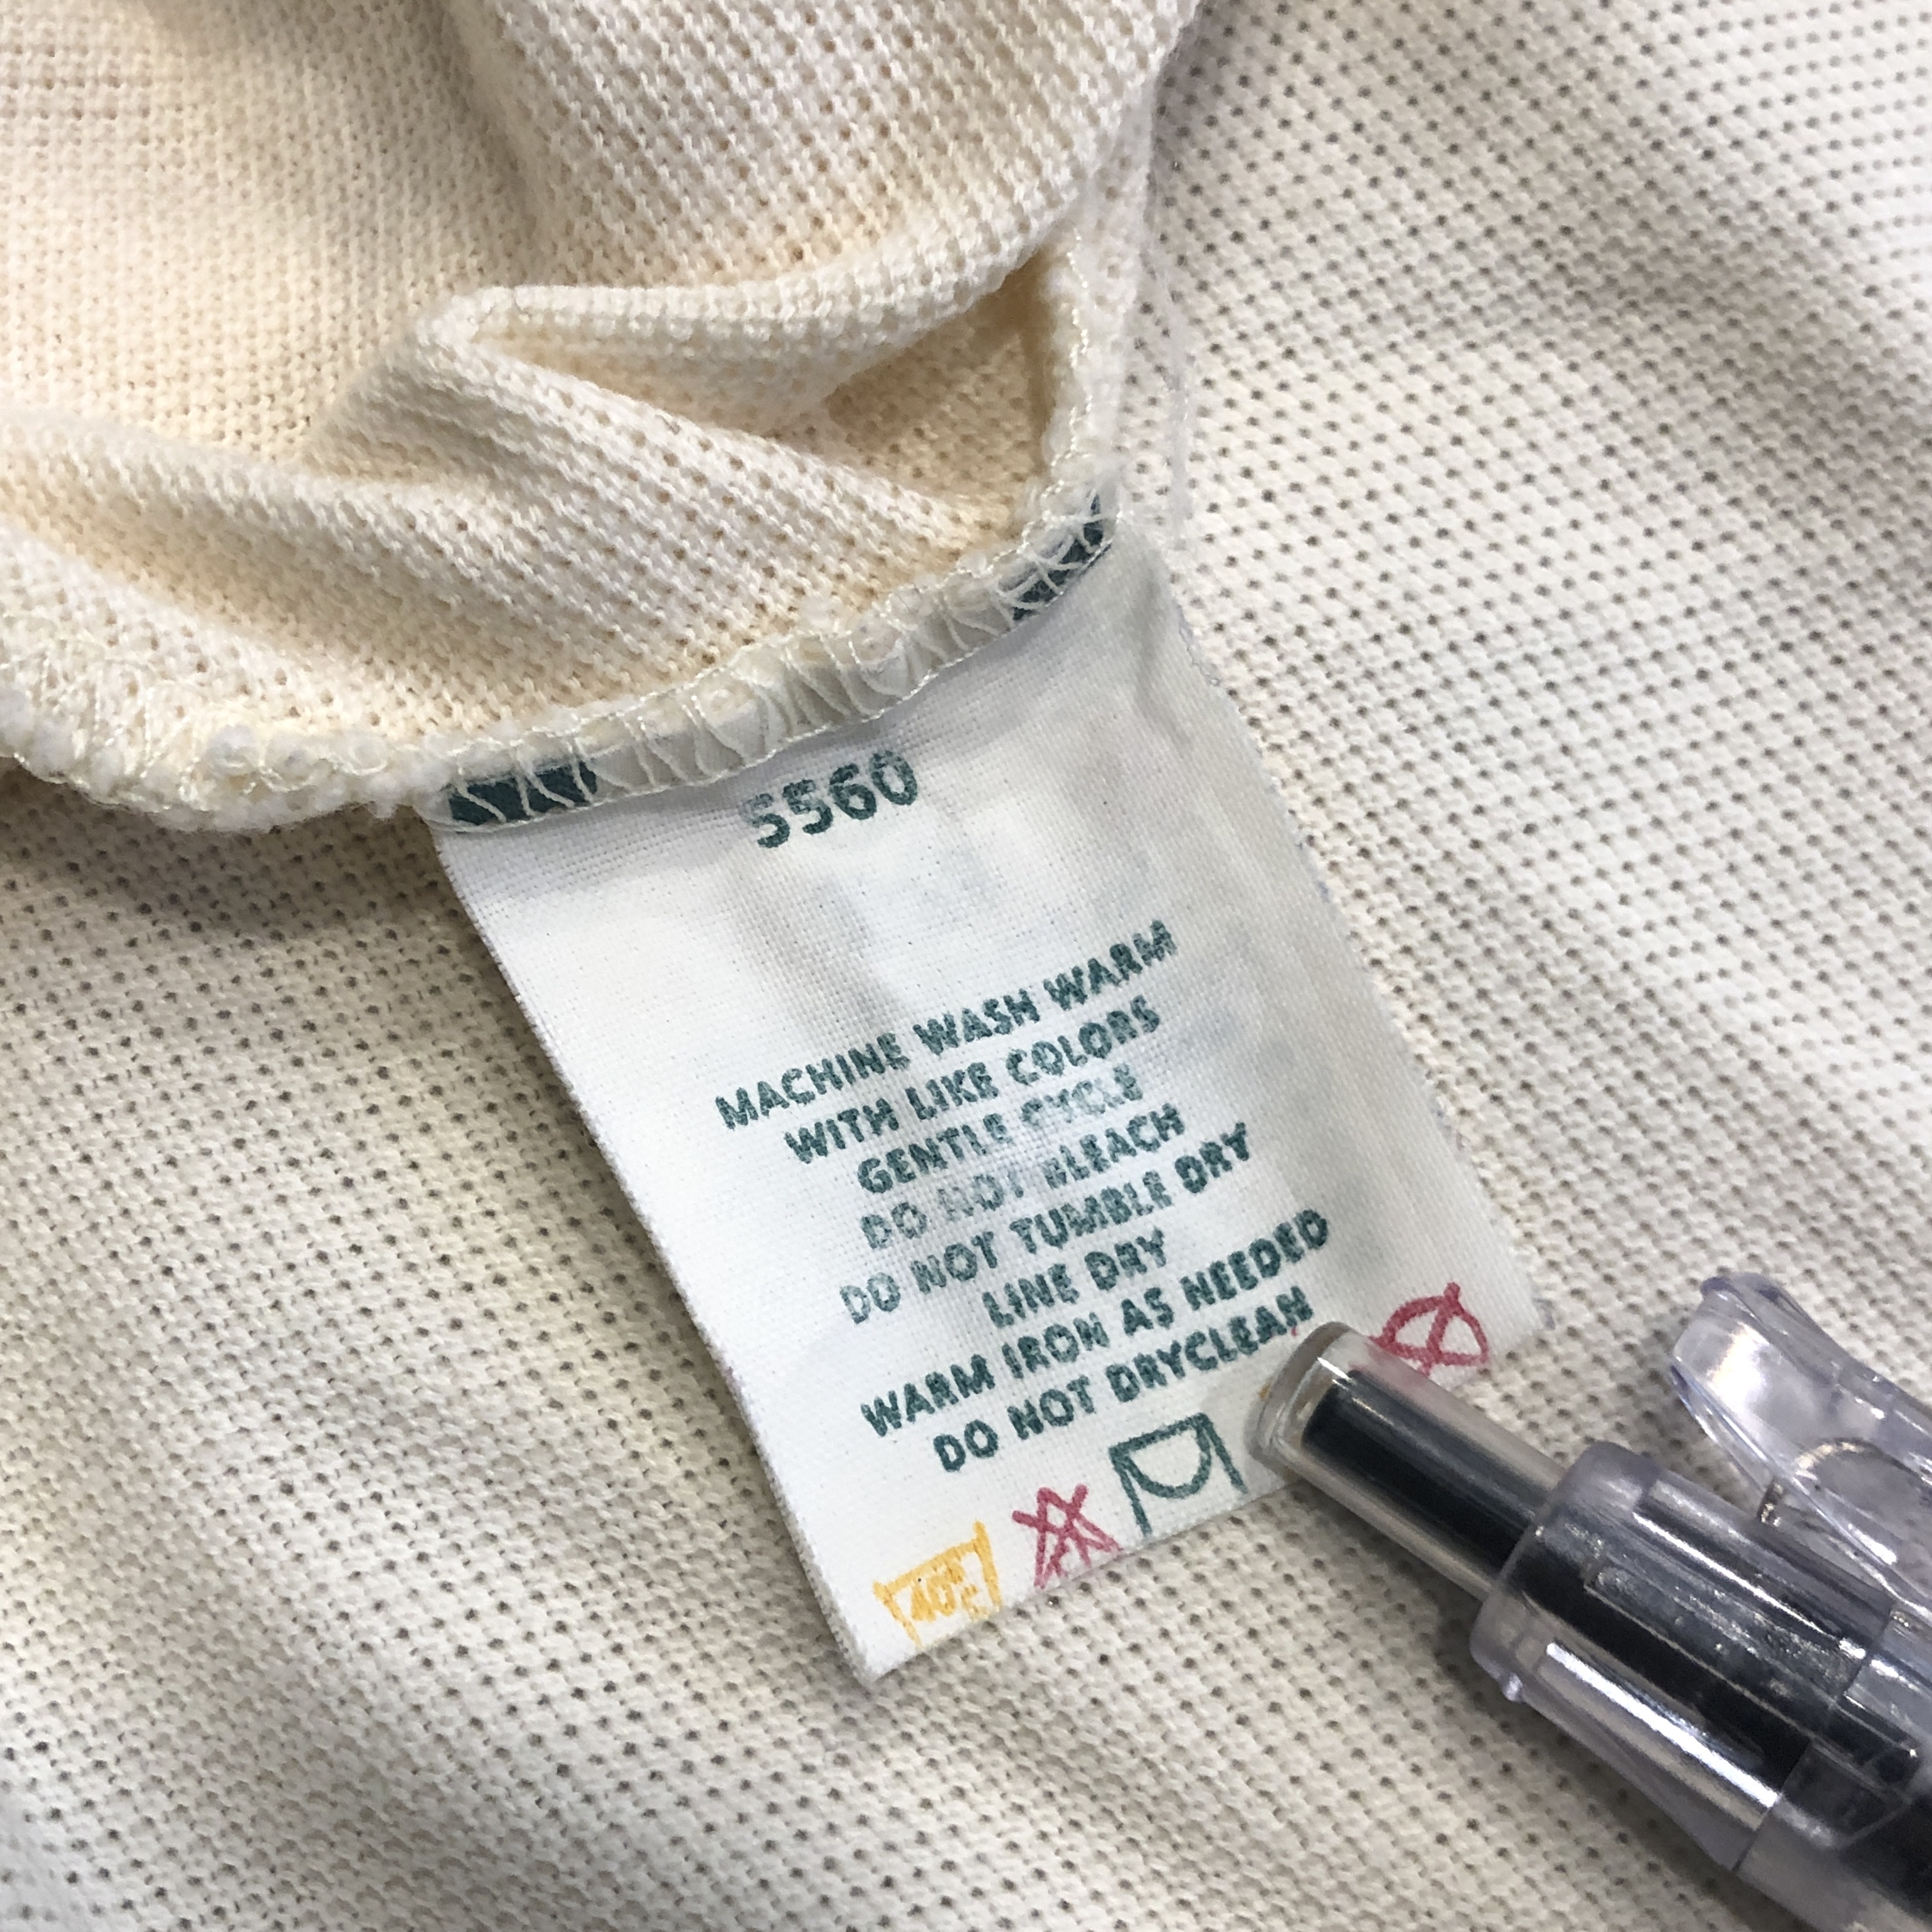 5560
MACHINE WASH WARM
WITH LIKE COLORS
GENTLE CYCLE
DO NOT BLEACH
DO NOT TUMBLE DRY
LINE DRY
WARM IRON AS NEEDED
DO NOT DRYCLEAN
40°C